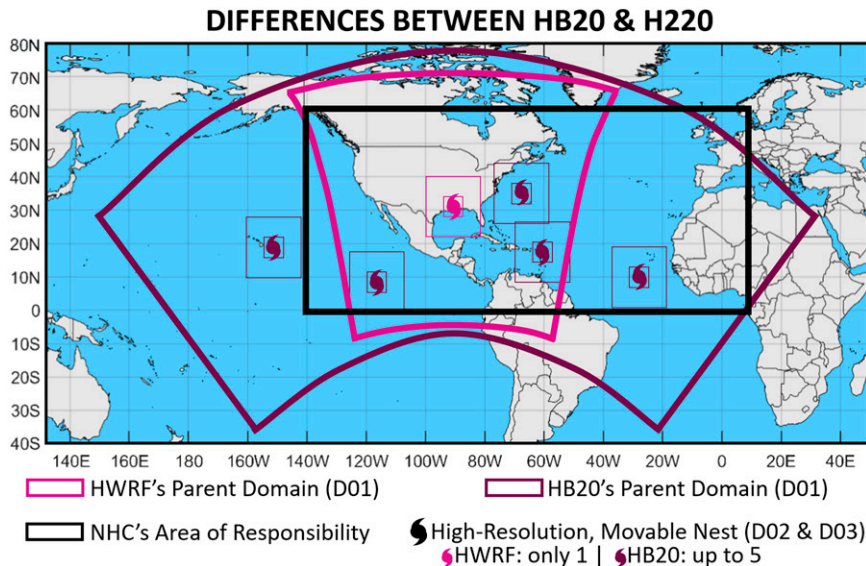 DIFFERENCES BETWEEN HB20 & H220
80N
70N
60N
50N
40N
30N
20N
10N
0
10S
20S
30S
40S
140E 160E 180 160W 140W 120W 100W 80W 60W 40W 20W 0 20E 40E
HWRF's Parent Domain (D01) HB20's Parent Domain (D01)
NHC's Area of Responsibility High-Resolution, Movable Nest (D02 & D03)
HWRF: only 1 | HB20: up to 5